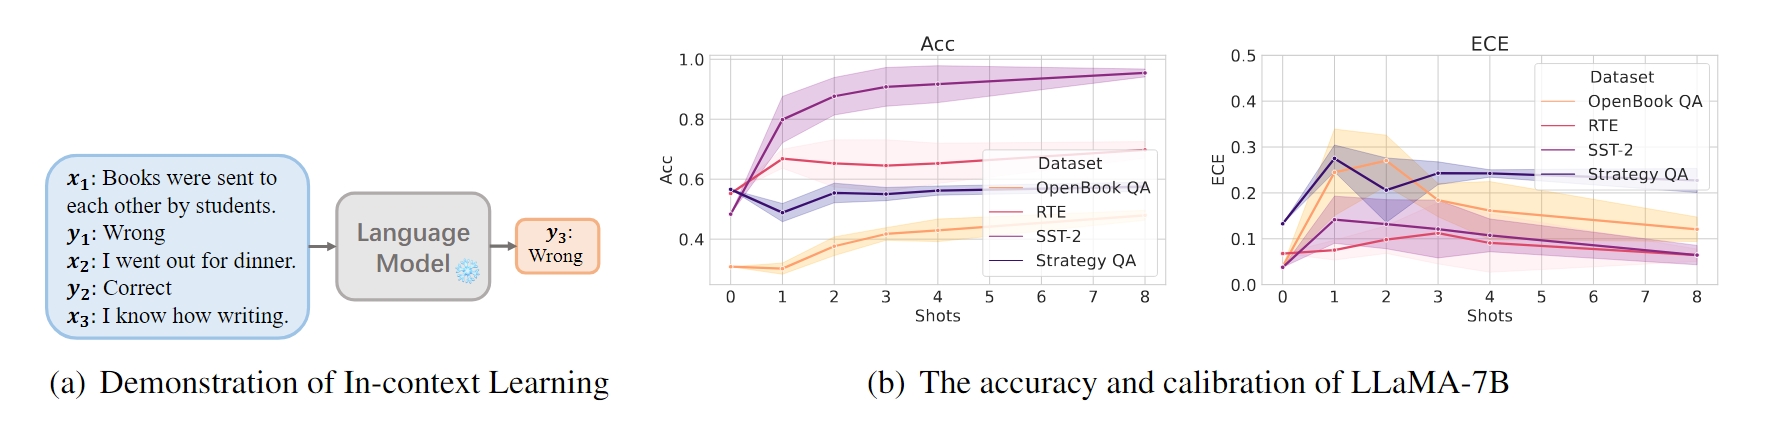 x₁: Books were sent to
each other by students.
y₁: Wrong
x₂: I went out for dinner.
y₂: Correct
x₃: I know how writing.
Language
Model
y₃:
Wrong
(a) Demonstration of In-context Learning
Acc
1.0
0.8
0.6
0.4
Acc
0 1 2 3 4 5 6 7 8
Shots
Dataset
OpenBook QA
RTE
SST-2
Strategy QA
ECE
0.5
0.4
0.3
0.2
0.1
0.0
ECE
0 1 2 3 4 5 6 7 8
Shots
Dataset
OpenBook QA
RTE
SST-2
Strategy QA
(b) The accuracy and calibration of LLaMA-7B